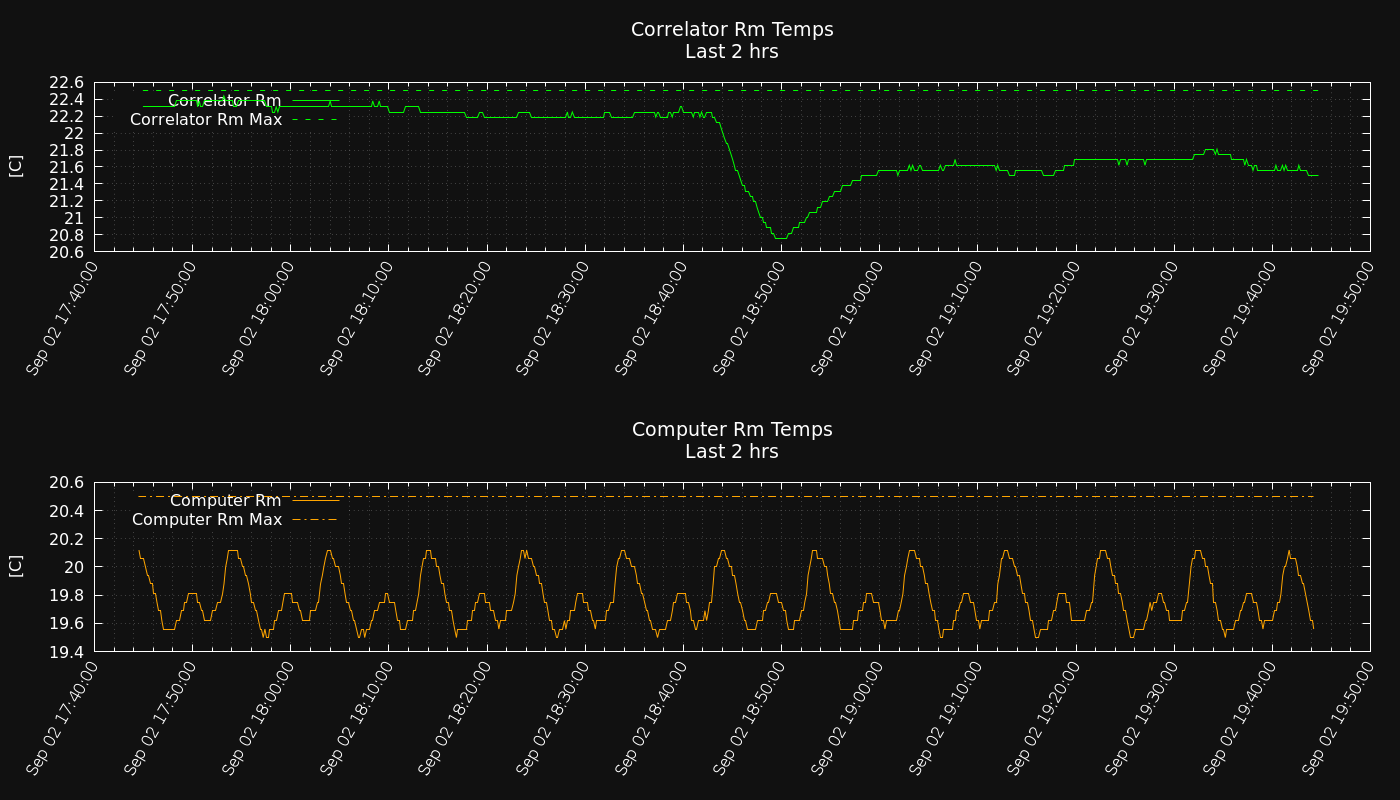 Correlator Rm Temps
Last 2 hrs
22.6
22.4
22.2
22
21.8
21.6
21.4
21.2
21
20.8
20.6
[C]
Correlator Rm
Correlator Rm Max
Sep 02 17:40:00
Sep 02 17:50:00
Sep 02 18:00:00
Sep 02 18:10:00
Sep 02 18:20:00
Sep 02 18:30:00
Sep 02 18:40:00
Sep 02 18:50:00
Sep 02 19:00:00
Sep 02 19:10:00
Sep 02 19:20:00
Sep 02 19:30:00
Sep 02 19:40:00
Sep 02 19:50:00
Computer Rm Temps
Last 2 hrs
20.6
20.4
20.2
20
19.8
19.6
19.4
[C]
Computer Rm
Computer Rm Max
Sep 02 17:40:00
Sep 02 17:50:00
Sep 02 18:00:00
Sep 02 18:10:00
Sep 02 18:20:00
Sep 02 18:30:00
Sep 02 18:40:00
Sep 02 18:50:00
Sep 02 19:00:00
Sep 02 19:10:00
Sep 02 19:20:00
Sep 02 19:30:00
Sep 02 19:40:00
Sep 02 19:50:00